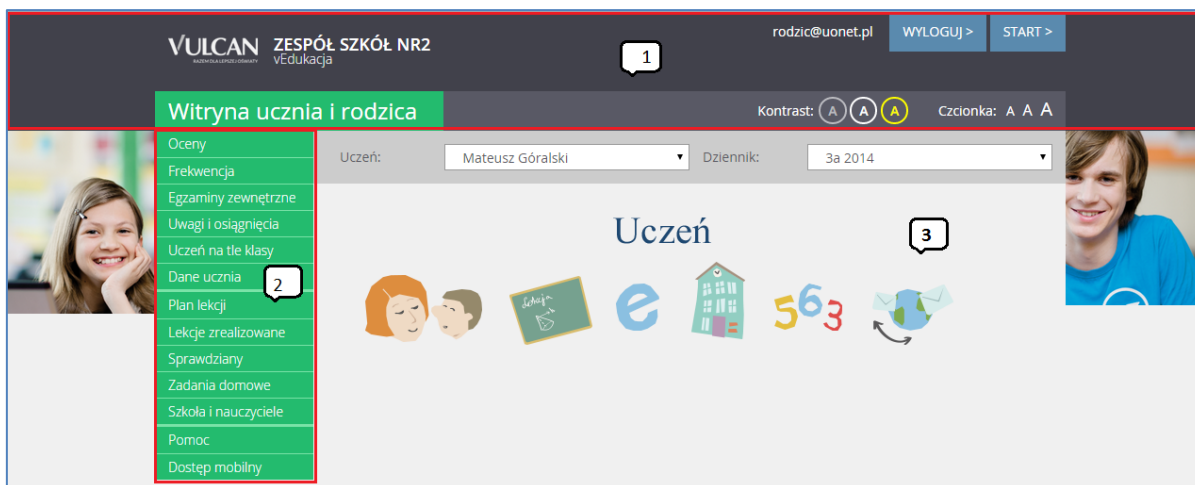 VULCAN
ZESPÓŁ SZKÓŁ NR2
vEdukacja
rodzic@uonet.pl
WYLOGUJ >
START >
1
Witryna ucznia i rodzica
Kontrast: A A A
Czcionka: A A A
Oceny
Frekwencja
Egzaminy zewnętrzne
Uwagi i osiągnięcia
Uczeń na tle klasy
Dane ucznia
2
Plan lekcji
Lekcje zrealizowane
Sprawdziany
Zadania domowe
Szkoła i nauczyciele
Pomoc
Dostęp mobilny
Uczeń: Mateusz Góralski
Dziennik: 3a 2014
Uczeń
3
e
563